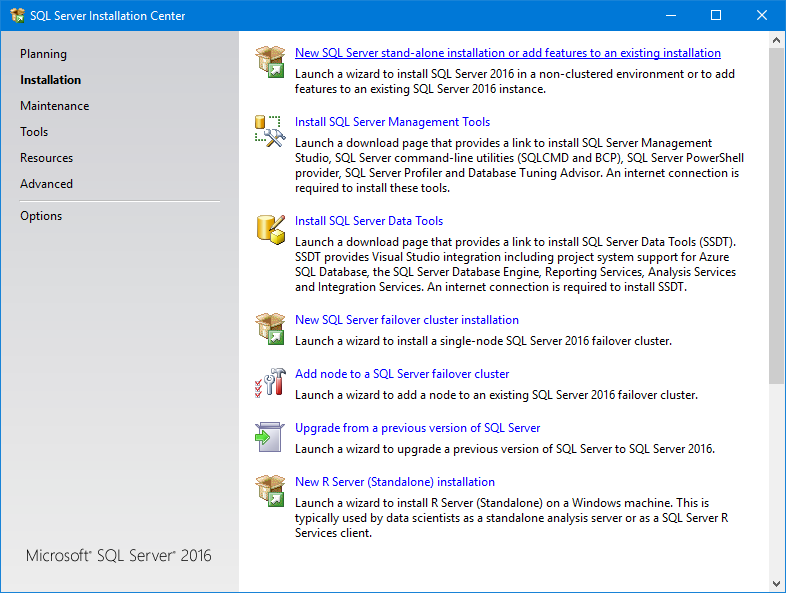 SQL Server Installation Center
Planning
Installation
Maintenance
Tools
Resources
Advanced
Options
Microsoft® SQL Server® 2016
New SQL Server stand-alone installation or add features to an existing installation
Launch a wizard to install SQL Server 2016 in a non-clustered environment or to add
features to an existing SQL Server 2016 instance.
Install SQL Server Management Tools
Launch a download page that provides a link to install SQL Server Management
Studio, SQL Server command-line utilities (SQLCMD and BCP), SQL Server PowerShell
provider, SQL Server Profiler and Database Tuning Advisor. An internet connection is
required to install these tools.
Install SQL Server Data Tools
Launch a download page that provides a link to install SQL Server Data Tools (SSDT).
SSDT provides Visual Studio integration including project system support for Azure
SQL Database, the SQL Server Database Engine, Reporting Services, Analysis Services
and Integration Services. An internet connection is required to install SSDT.
New SQL Server failover cluster installation
Launch a wizard to install a single-node SQL Server 2016 failover cluster.
Add node to a SQL Server failover cluster
Launch a wizard to add a node to an existing SQL Server 2016 failover cluster.
Upgrade from a previous version of SQL Server
Launch a wizard to upgrade a previous version of SQL Server to SQL Server 2016.
New R Server (Standalone) installation
Launch a wizard to install R Server (Standalone) on a Windows machine. This is
typically used by data scientists as a standalone analysis server or as a SQL Server R
Services client.